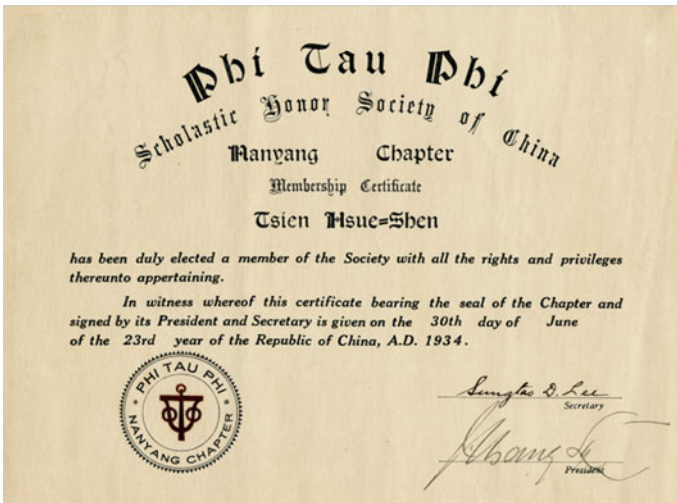 Phi Tau Phi
Scholastic Honor Society of China
Nanyang Chapter
Membership Certificate
Tsien Hsue=Shen
has been duly elected a member of the Society with all the rights and privileges
thereunto appertaining.
In witness whereof this certificate bearing the seal of the Chapter and
signed by its President and Secretary is given on the 30th day of June
of the 23rd year of the Republic of China, A.D. 1934.
PHI TAU PHI
NANYANG CHAPTER
Sungtao D. Lee
Secretary
President